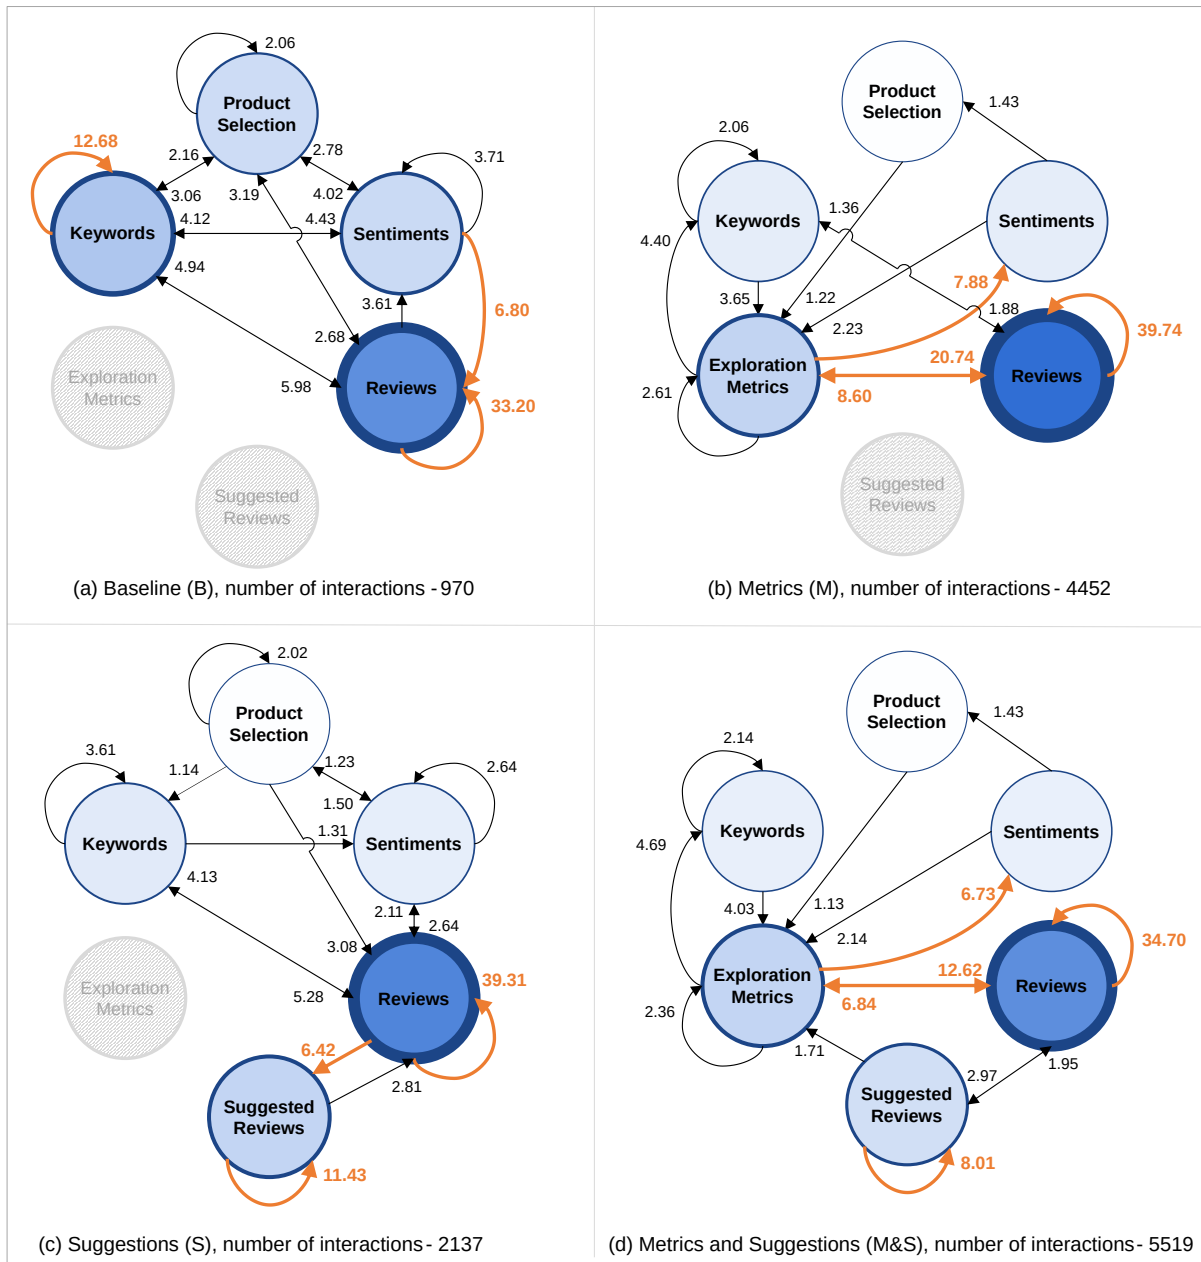 2.06
Product
Selection
12.68
2.16
2.78
3.71
3.06
3.19
4.02
4.12
4.43
Keywords
Sentiments
4.94
3.61
6.80
2.68
Exploration
Metrics
5.98
Reviews
33.20
Suggested
Reviews
(a) Baseline (B), number of interactions - 970
Product
Selection
1.43
2.06
1.36
Keywords
Sentiments
4.40
7.88
3.65
1.22
1.88
2.23
39.74
20.74
Exploration
Metrics
Reviews
2.61
8.60
Suggested
Reviews
(b) Metrics (M), number of interactions - 4452
2.02
Product
Selection
3.61
1.14
1.23
2.64
1.50
1.31
Keywords
Sentiments
4.13
2.11
2.64
3.08
Exploration
Metrics
5.28
Reviews
39.31
6.42
2.81
Suggested
Reviews
11.43
(c) Suggestions (S), number of interactions - 2137
Product
Selection
1.43
2.14
Keywords
Sentiments
4.69
6.73
4.03
1.13
2.14
34.70
12.62
Exploration
Metrics
Reviews
2.36
6.84
1.71
1.95
2.97
Suggested
Reviews
8.01
(d) Metrics and Suggestions (M&S), number of interactions - 5519